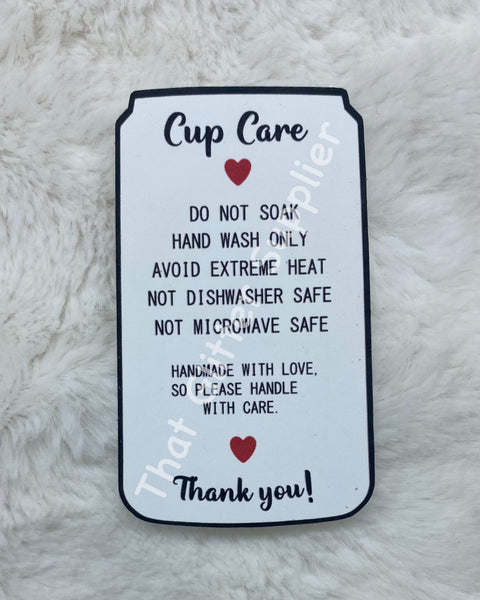 Cup Care
DO NOT SOAK
HAND WASH ONLY
AVOID EXTREME HEAT
NOT DISHWASHER SAFE
NOT MICROWAVE SAFE
HANDMADE WITH LOVE,
SO PLEASE HANDLE
WITH CARE.
Thank you!
That Glitter Supplier